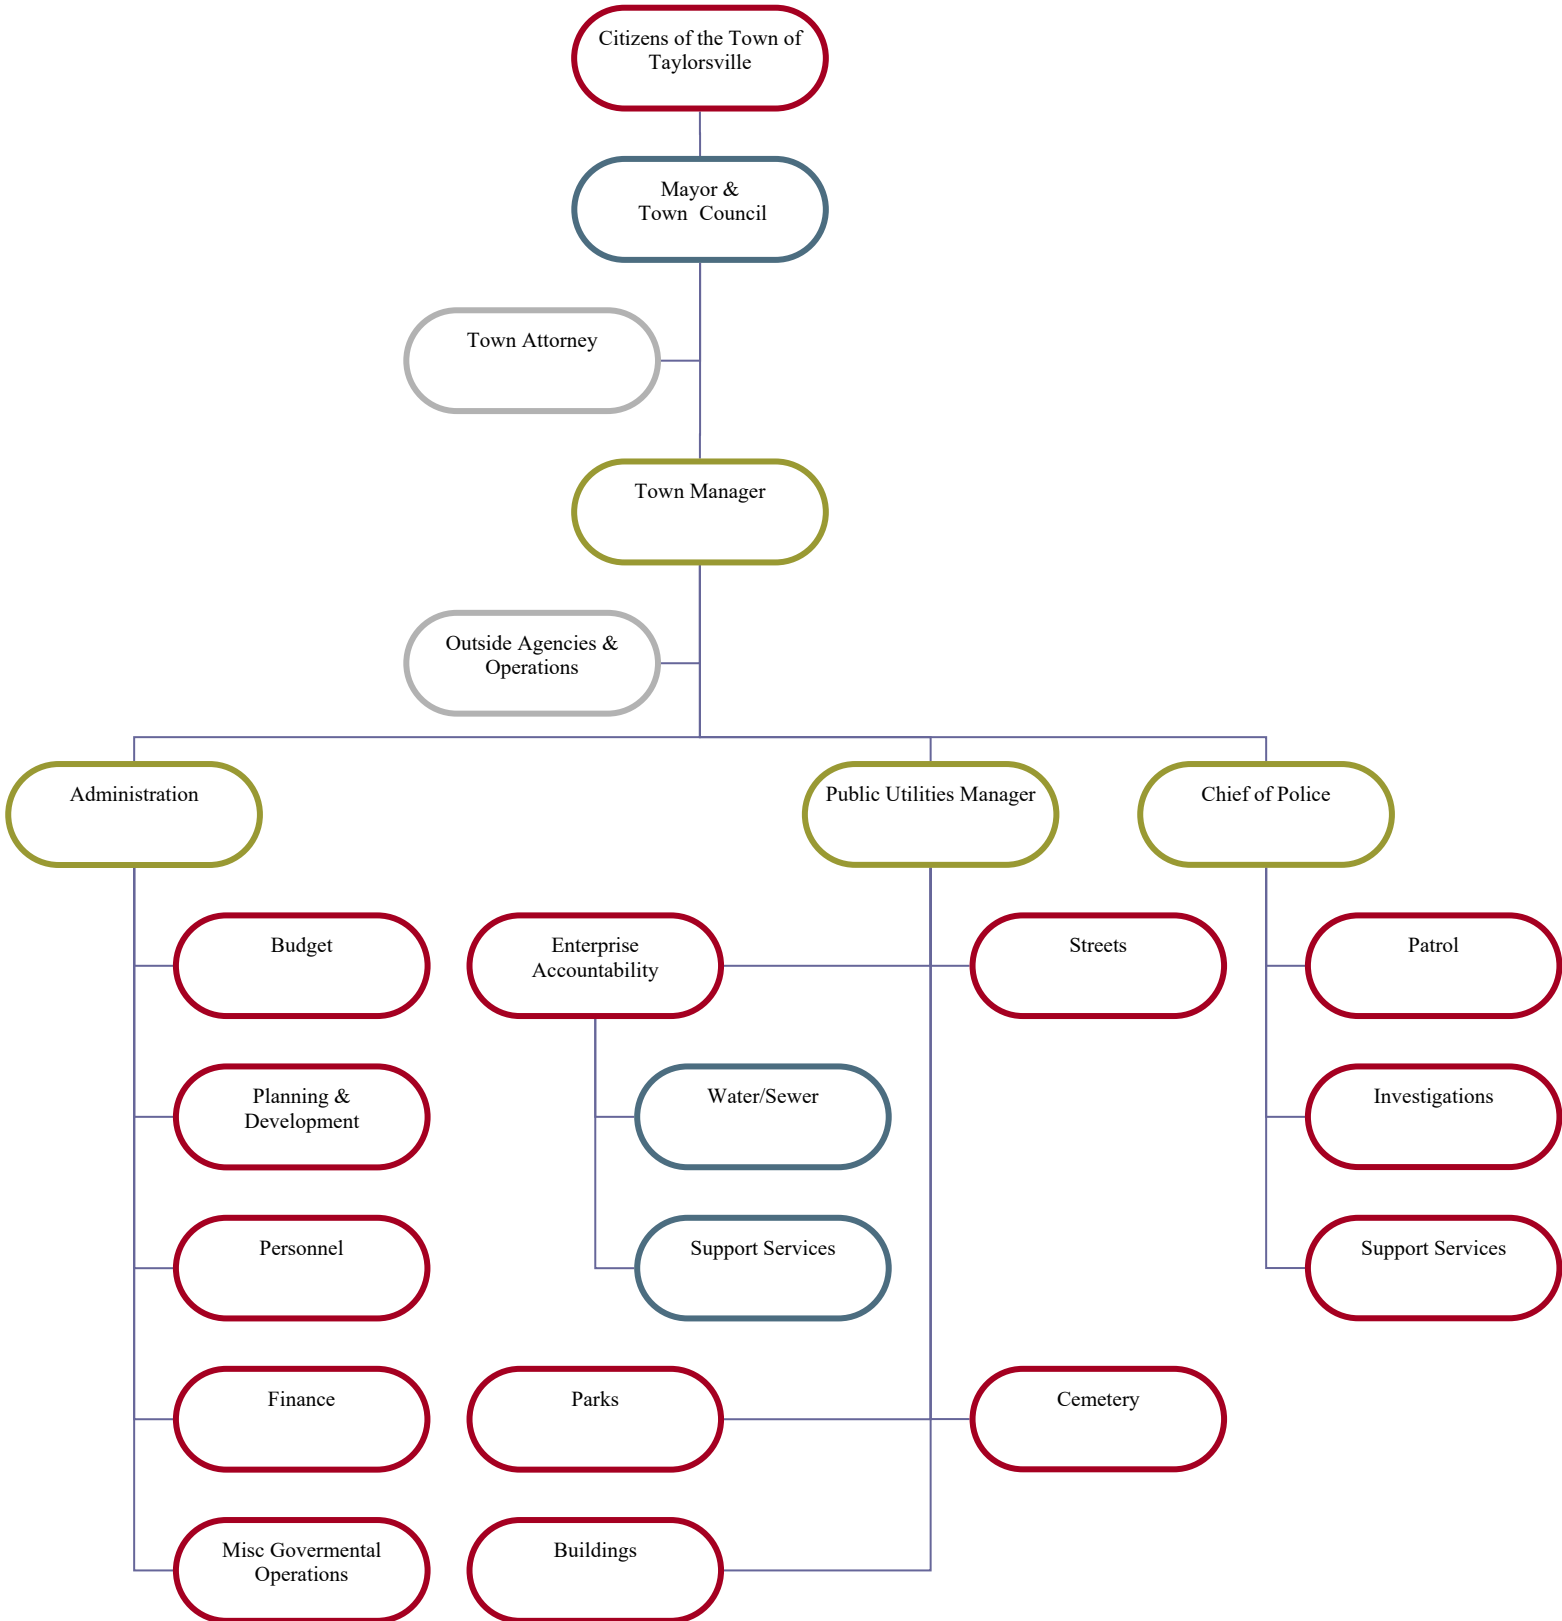 Citizens of the Town of
Taylorsville
Mayor &
Town  Council
Town Attorney
Town Manager
Outside Agencies &
Operations
Administration
Public Utilities Manager
Chief of Police
Budget
Enterprise
Accountability
Streets
Patrol
Planning &
Development
Water/Sewer
Investigations
Personnel
Support Services
Support Services
Finance
Parks
Cemetery
Misc Govermental
Operations
Buildings